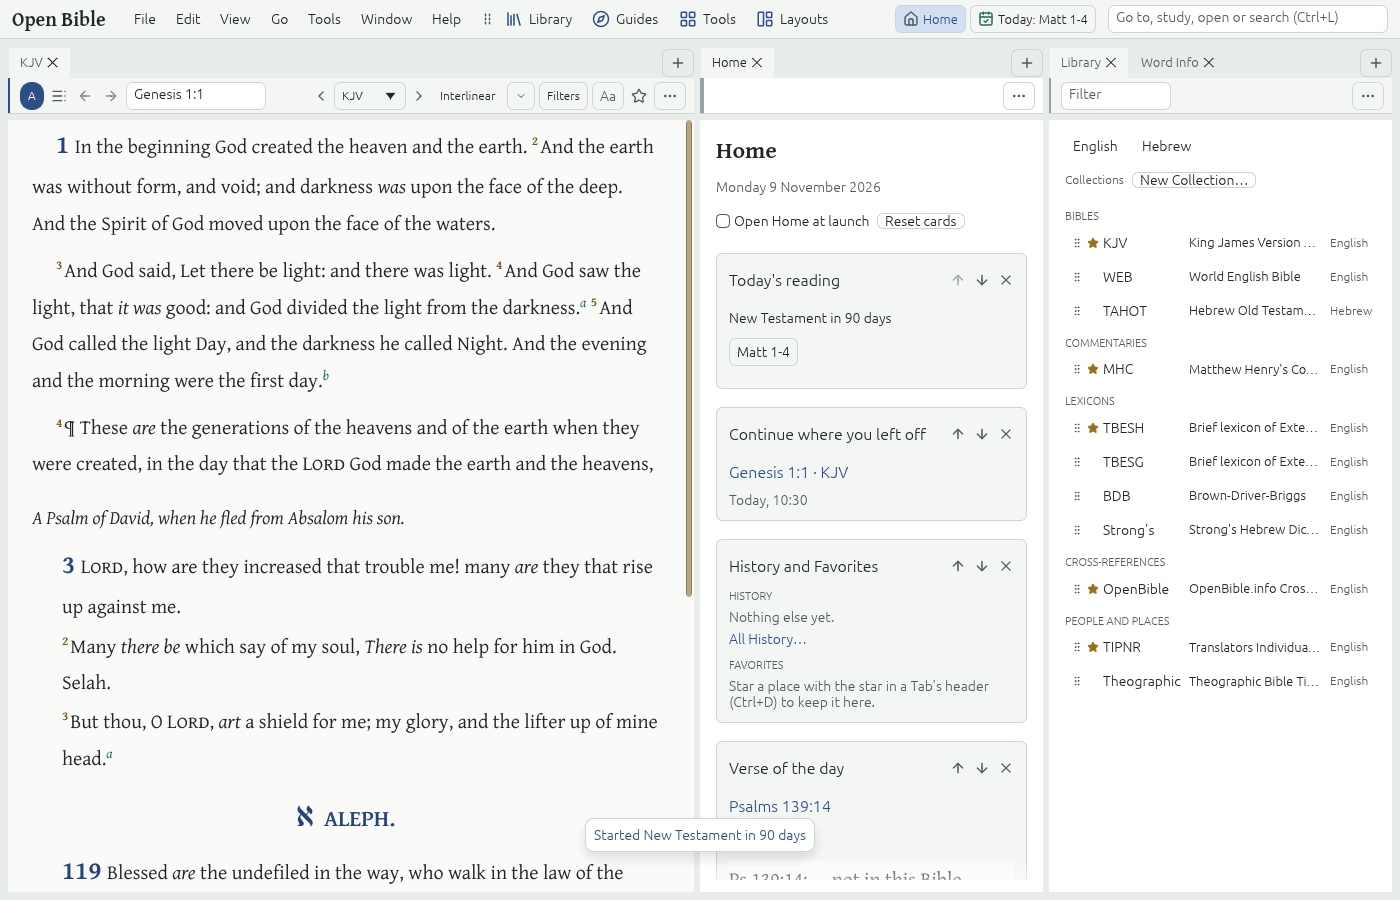 Open Bible File Edit View Go Tools Window Help Library Guides Tools Layouts Home Today: Matt 1-4 Go to, study, open or search (Ctrl+L)
KJV
A Genesis 1:1 KJV Interlinear Filters Aa
1 In the beginning God created the heaven and the earth. 2 And the earth
was without form, and void; and darkness was upon the face of the deep.
And the Spirit of God moved upon the face of the waters.
3 And God said, Let there be light: and there was light. 4 And God saw the
light, that it was good: and God divided the light from the darkness.a 5 And
God called the light Day, and the darkness he called Night. And the evening
and the morning were the first day.b
4 ¶ These are the generations of the heavens and of the earth when they
were created, in the day that the LORD God made the earth and the heavens,
A Psalm of David, when he fled from Absalom his son.
3 LORD, how are they increased that trouble me! many are they that rise
up against me.
2 Many there be which say of my soul, There is no help for him in God.
Selah.
3 But thou, O LORD, art a shield for me; my glory, and the lifter up of mine
head.a
א ALEPH.
119 Blessed are the undefiled in the way, who walk in the law of the
Home
Home
Monday 9 November 2026
Open Home at launch Reset cards
Today's reading
New Testament in 90 days
Matt 1-4
Continue where you left off
Genesis 1:1 · KJV
Today, 10:30
History and Favorites
HISTORY
Nothing else yet.
All History...
FAVORITES
Star a place with the star in a Tab's header
(Ctrl+D) to keep it here.
Verse of the day
Psalms 139:14
Started New Testament in 90 days
Ps 139:14: — not in this Bible
Library Word Info
Filter
English Hebrew
Collections New Collection...
BIBLES
KJV King James Version ... English
WEB World English Bible English
TAHOT Hebrew Old Testam... Hebrew
COMMENTARIES
MHC Matthew Henry's Co... English
LEXICONS
TBESH Brief lexicon of Exte... English
TBESG Brief lexicon of Exte... English
BDB Brown-Driver-Briggs English
Strong's Strong's Hebrew Dic... English
CROSS-REFERENCES
OpenBible OpenBible.info Cros... English
PEOPLE AND PLACES
TIPNR Translators Individua... English
Theographic Theographic Bible Ti... English